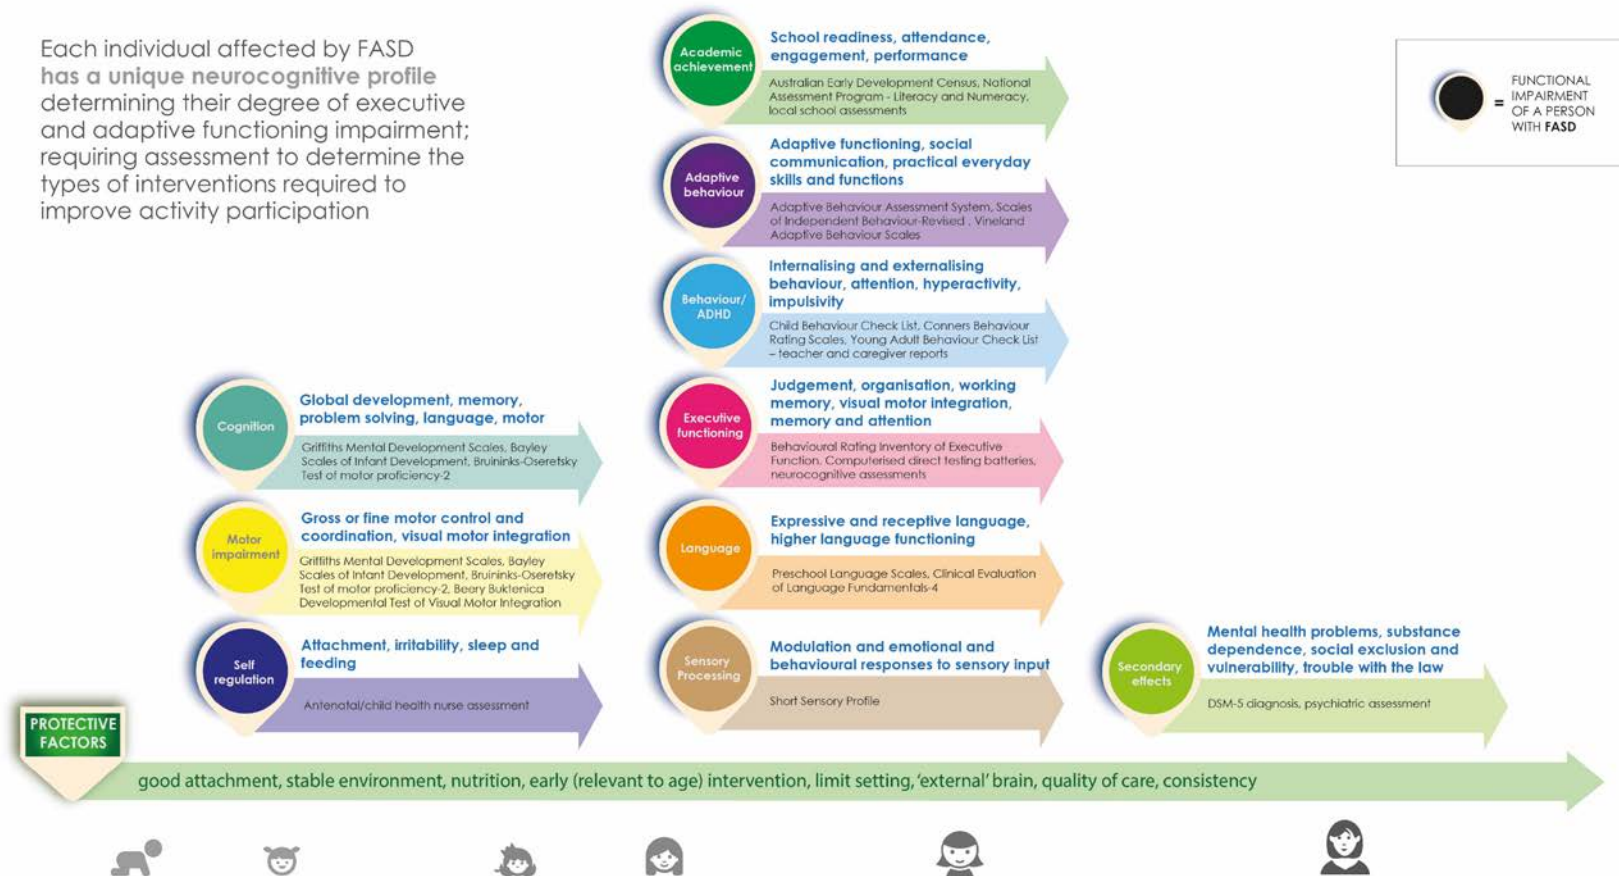 Each individual affected by FASD
has a unique neurocognitive profile
determining their degree of executive
and adaptive functioning impairment;
requiring assessment to determine the
types of interventions required to
improve activity participation
Academic
achievement
School readiness, attendance,
engagement, performance
Australian Early Development Census, National
Assessment Program - Literacy and Numeracy,
local school assessments
FUNCTIONAL
IMPAIRMENT
OF A PERSON
WITH FASD
=
Adaptive
behaviour
Adaptive functioning, social
communication, practical everyday
skills and functions
Adaptive Behaviour Assessment System, Scales
of Independent Behaviour-Revised , Vineland
Adaptive Behaviour Scales
Behaviour/
ADHD
Internalising and externalising
behaviour, attention, hyperactivity,
impulsivity
Child Behaviour Check List, Conners Behaviour
Rating Scales, Young Adult Behaviour Check List
– teacher and caregiver reports
Cognition
Global development, memory,
problem solving, language, motor
Griffiths Mental Development Scales, Bayley
Scales of Infant Development, Bruininks-Oseretsky
Test of motor proficiency-2
Executive
functioning
Judgement, organisation, working
memory, visual motor integration,
memory and attention
Behavioural Rating Inventory of Executive
Function, Computerised direct testing batteries,
neurocognitive assessments
Motor
impairment
Gross or fine motor control and
coordination, visual motor integration
Griffiths Mental Development Scales, Bayley
Scales of Infant Development, Bruininks-Oseretsky
Test of motor proficiency-2, Beery Buktenica
Developmental Test of Visual Motor Integration
Language
Expressive and receptive language,
higher language functioning
Preschool Language Scales, Clinical Evaluation
of Language Fundamentals-4
Self
regulation
Attachment, irritability, sleep and
feeding
Antenatal/child health nurse assessment
Sensory
Processing
Modulation and emotional and
behavioural responses to sensory input
Short Sensory Profile
Secondary
effects
Mental health problems, substance
dependence, social exclusion and
vulnerability, trouble with the law
DSM-5 diagnosis, psychiatric assessment
PROTECTIVE
FACTORS
good attachment, stable environment, nutrition, early (relevant to age) intervention, limit setting, 'external' brain, quality of care, consistency